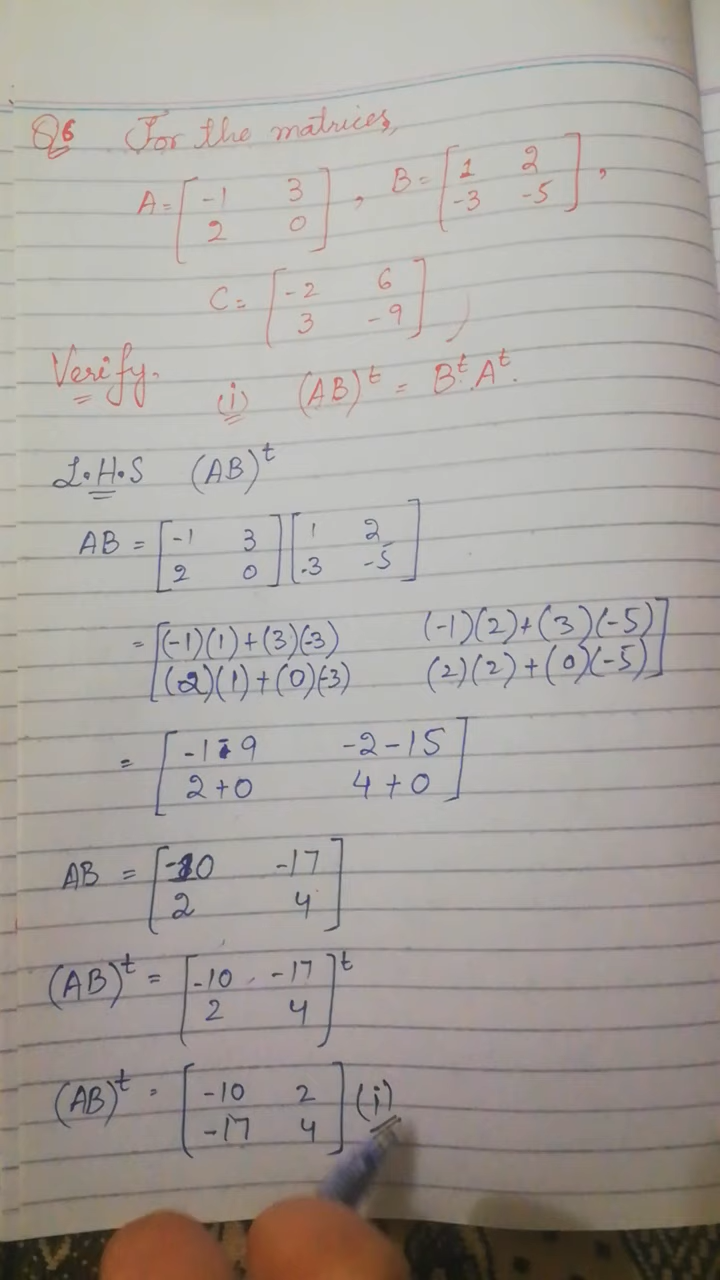 Q6 For the matrices,
A = [-1 3 , B = [1 2 ,
2 0] -3 -5]
C = [-2 6
3 -9] ,
Verify.
(i) (AB)^t = B^t.A^t.
L.H.S (AB)^t
AB = [-1 3] [1 2
2 0] [-3 -5]
= [(-1)(1)+(3)(-3) (-1)(2)+(3)(-5)
(2)(1)+(0)(-3) (2)(2)+(0)(-5)]
= [-1-9 -2-15
2+0 4+0]
AB = [-10 -17
2 4]
(AB)^t = [-10 -17]^t
2 4
(AB)^t = [-10 2] (i)
-17 4